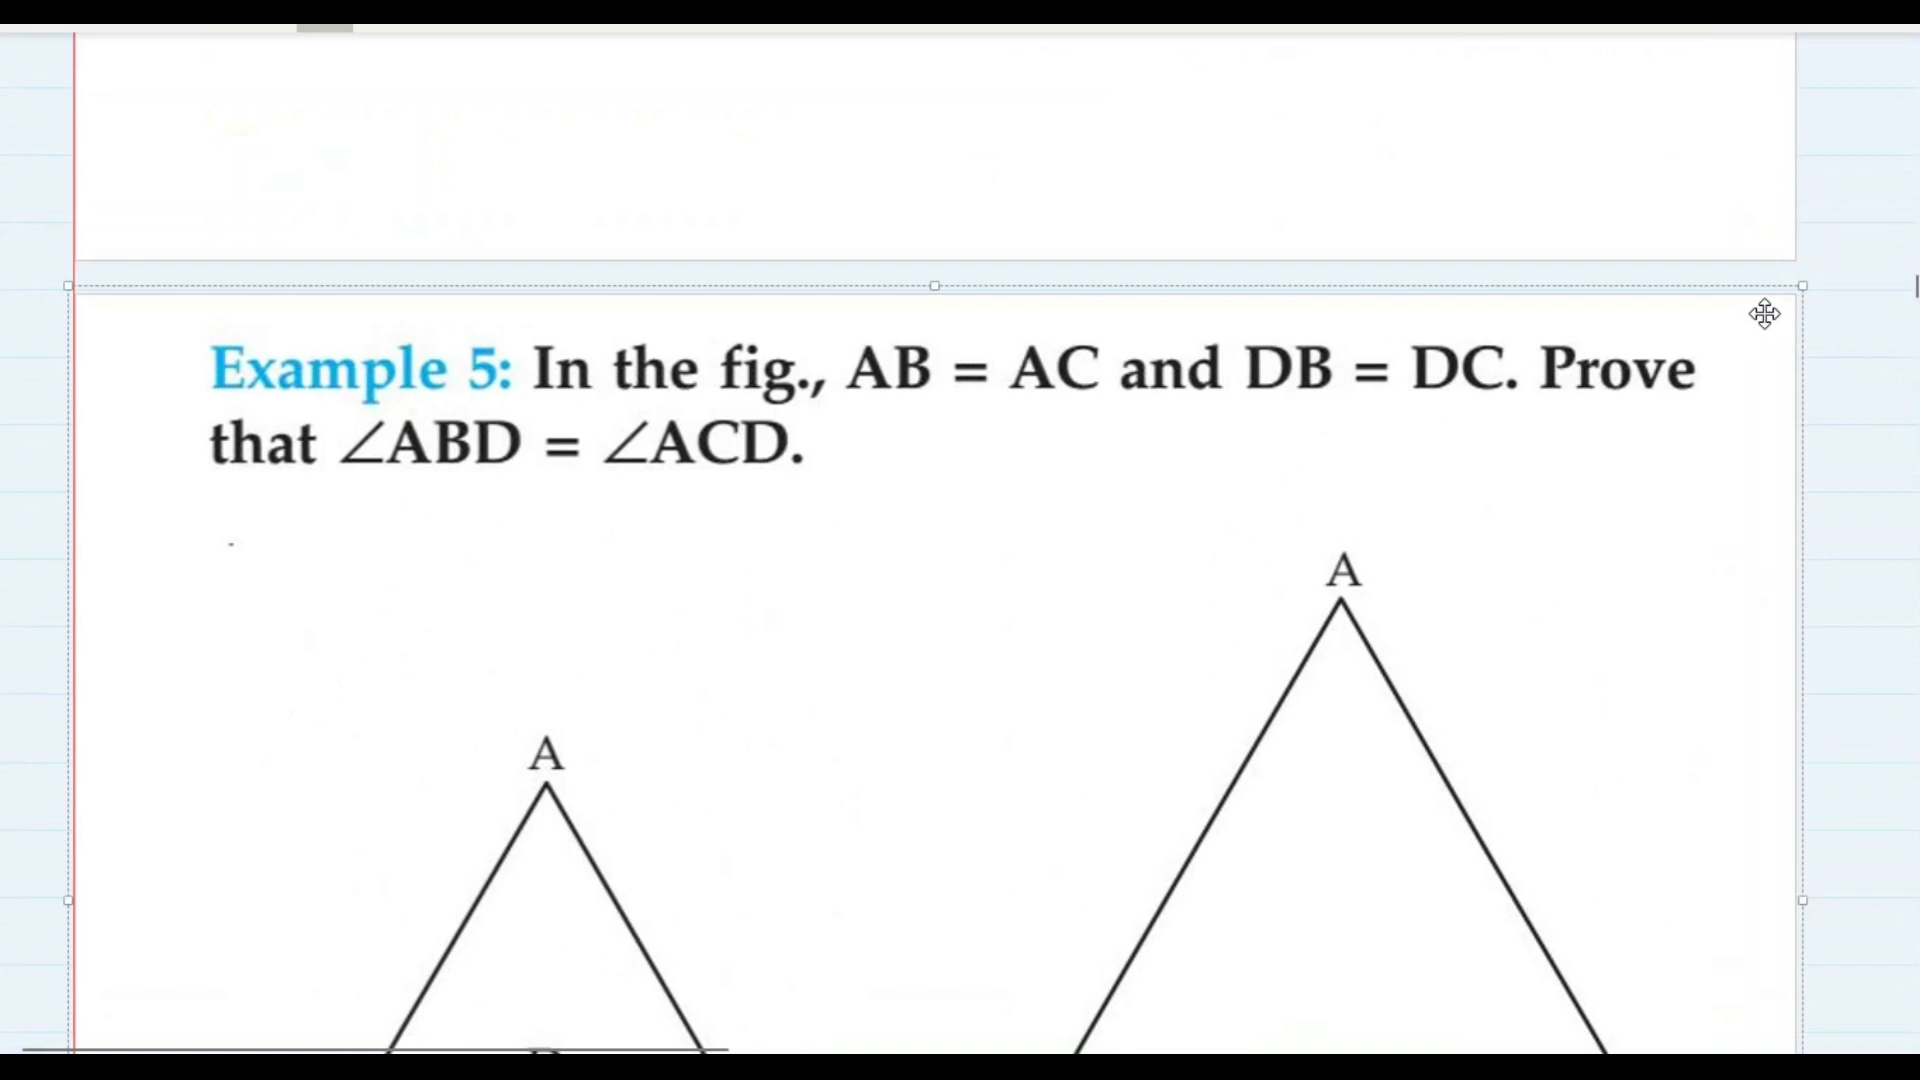 Example 5: In the fig., AB = AC and DB = DC. Prove
that ∠ABD = ∠ACD.
A
A